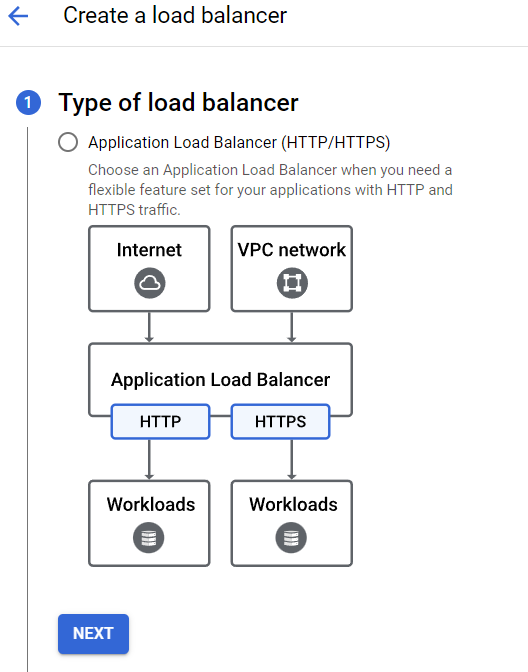 Create a load balancer
1 Type of load balancer
Application Load Balancer (HTTP/HTTPS)
Choose an Application Load Balancer when you need a
flexible feature set for your applications with HTTP and
HTTPS traffic.
Internet VPC network
Application Load Balancer
HTTP HTTPS
Workloads Workloads
NEXT